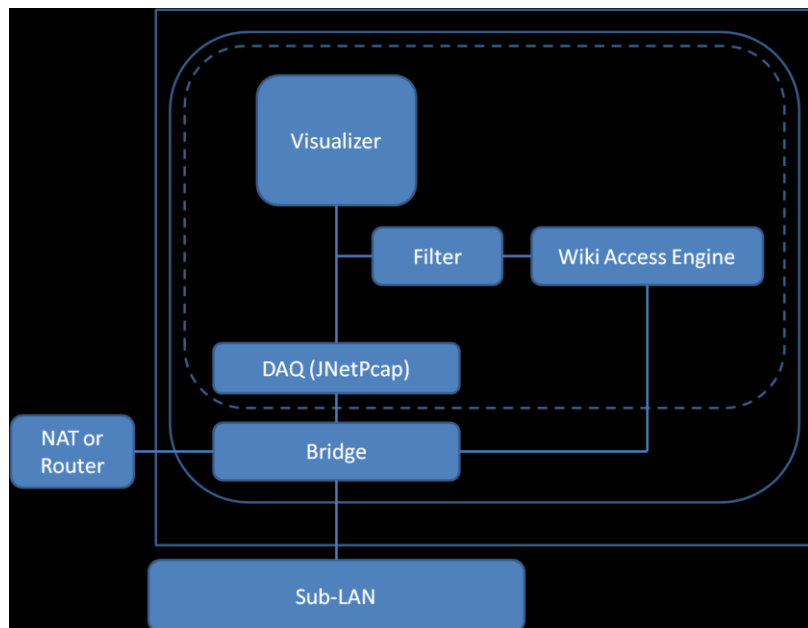 Visualizer
Filter
Wiki Access Engine
DAQ (JNetPcap)
NAT or
Router
Bridge
Sub-LAN